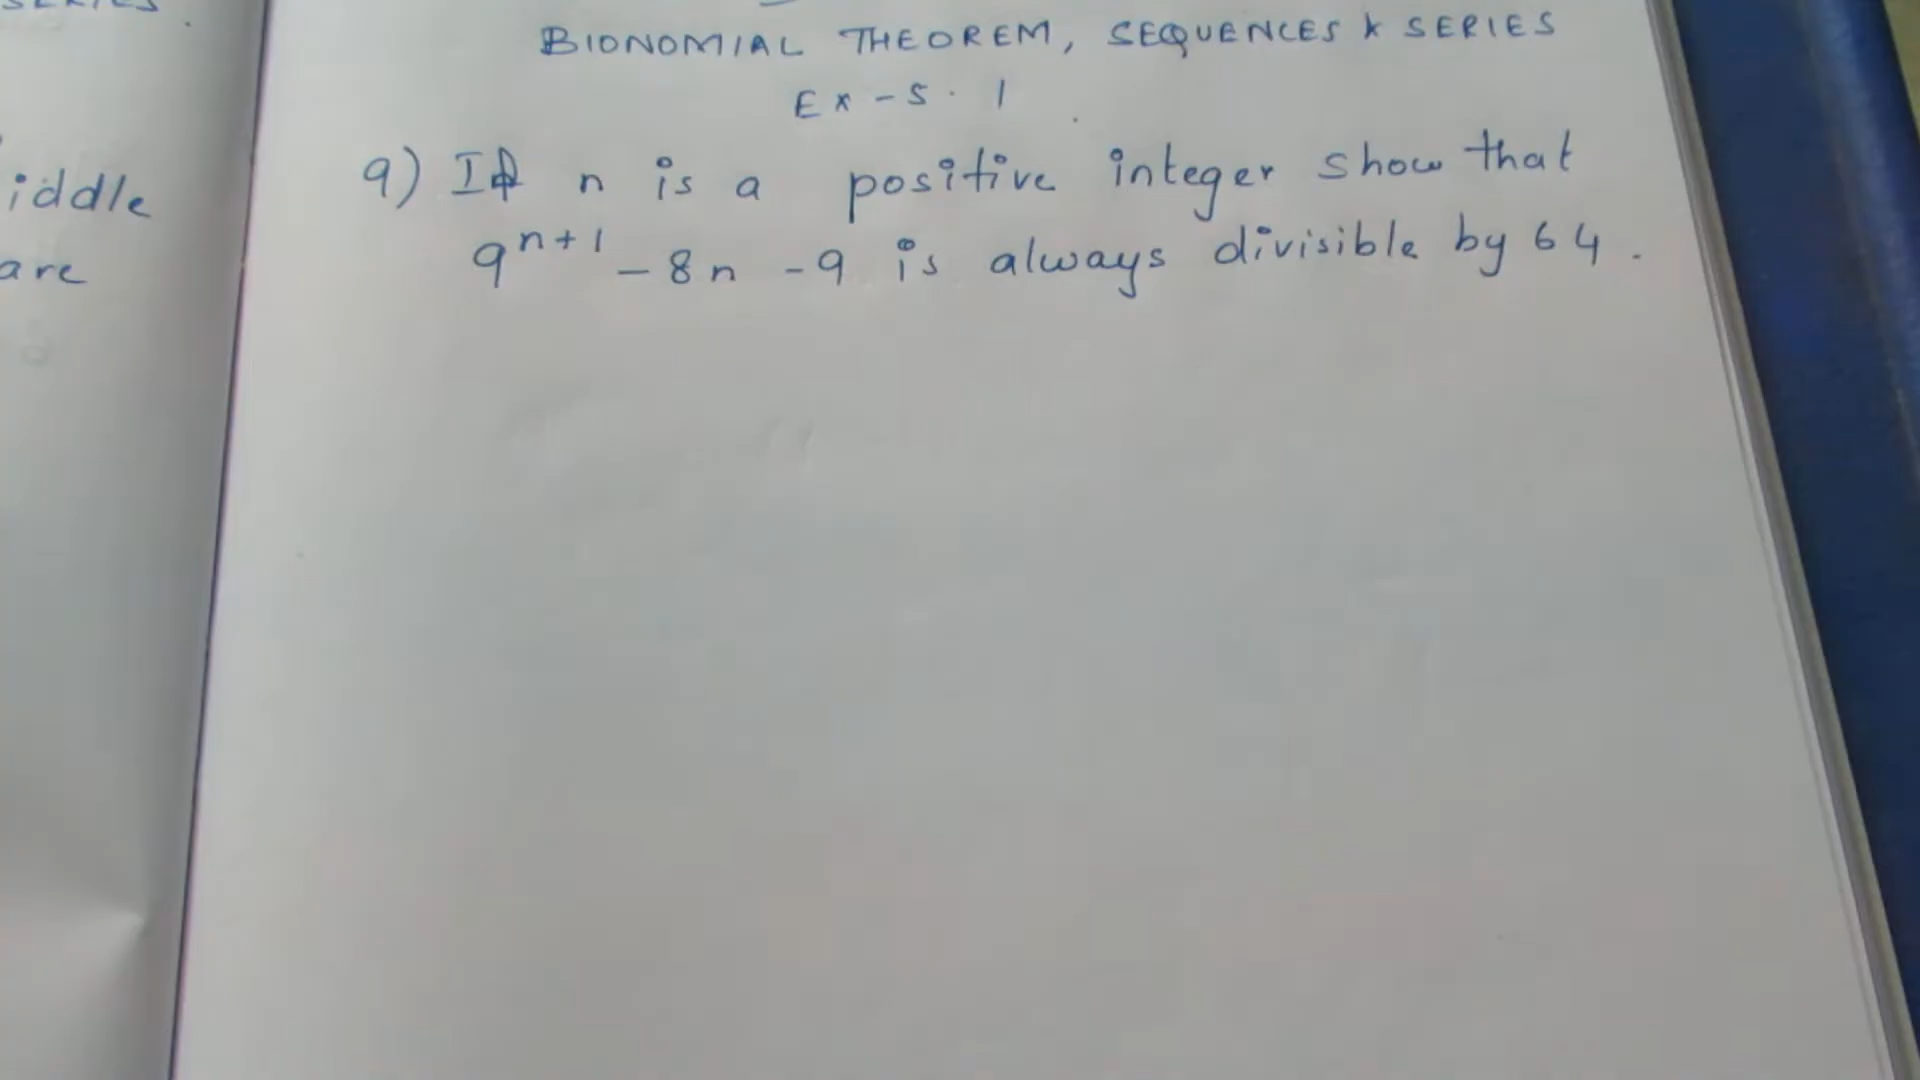 BIONOMIAL THEOREM, SEQUENCES & SERIES
Ex - 5.1
iddle
9) If n is a positive integer show that
are
9^{n+1} - 8n - 9 is always divisible by 64.